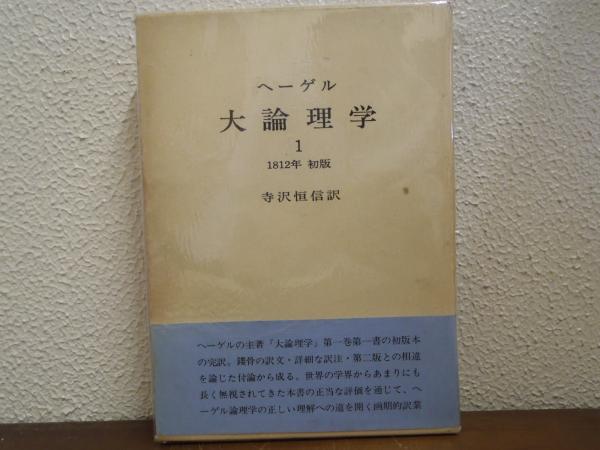 ヘーゲル
大論理学
1
1812年 初版
寺沢恒信訳
ヘーゲルの主著『大論理学』第一巻第一書の初版本
の完訳。鏤骨の訳文・詳細な訳注・第二版との相違
を論じた付論から成る。世界の学界からあまりにも
長く無視されてきた本書の正当な評価を通じて、ヘ
ーゲル論理学の正しい理解への道を開く画期的訳業